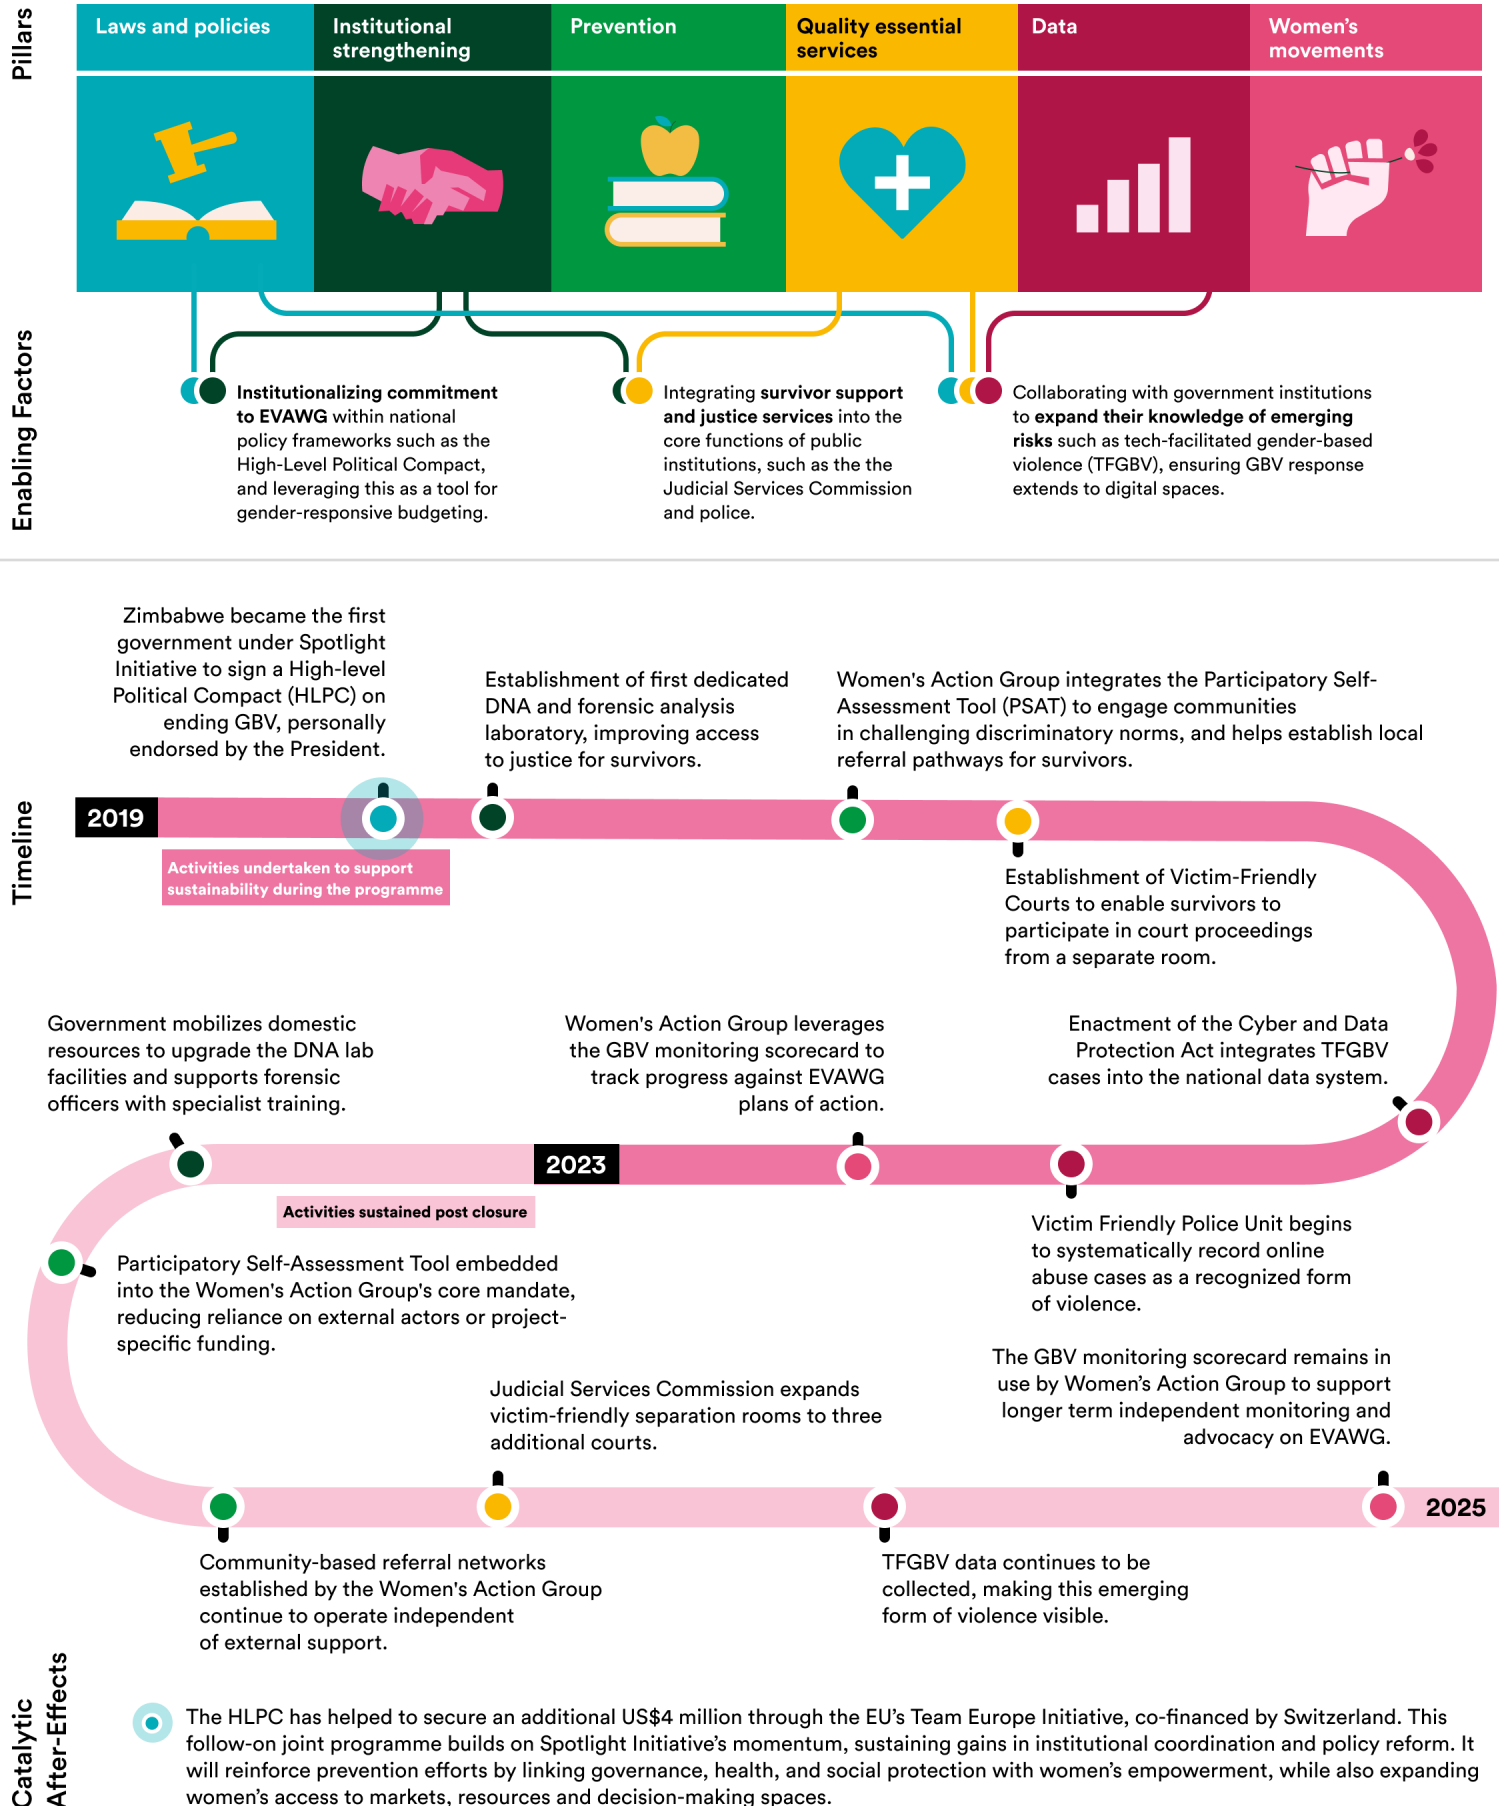 Pillars
Laws and policies
Institutional
strengthening
Prevention
Quality essential
services
Data
Women's
movements
Enabling Factors
Institutionalizing commitment
to EVAWG within national
policy frameworks such as the
High-Level Political Compact,
and leveraging this as a tool for
gender-responsive budgeting.
Integrating survivor support
and justice services into the
core functions of public
institutions, such as the the
Judicial Services Commission
and police.
Collaborating with government institutions
to expand their knowledge of emerging
risks such as tech-facilitated gender-based
violence (TFGBV), ensuring GBV response
extends to digital spaces.
Timeline
Zimbabwe became the first
government under Spotlight
Initiative to sign a High-level
Political Compact (HLPC) on
ending GBV, personally
endorsed by the President.
Establishment of first dedicated
DNA and forensic analysis
laboratory, improving access
to justice for survivors.
Women's Action Group integrates the Participatory Self-
Assessment Tool (PSAT) to engage communities
in challenging discriminatory norms, and helps establish local
referral pathways for survivors.
2019
Activities undertaken to support
sustainability during the programme
Establishment of Victim-Friendly
Courts to enable survivors to
participate in court proceedings
from a separate room.
Enactment of the Cyber and Data
Protection Act integrates TFGBV
cases into the national data system.
Victim Friendly Police Unit begins
to systematically record online
abuse cases as a recognized form
of violence.
Women's Action Group leverages
the GBV monitoring scorecard to
track progress against EVAWG
plans of action.
2023
Activities sustained post closure
Government mobilizes domestic
resources to upgrade the DNA lab
facilities and supports forensic
officers with specialist training.
Participatory Self-Assessment Tool embedded
into the Women's Action Group's core mandate,
reducing reliance on external actors or project-
specific funding.
Community-based referral networks
established by the Women's Action Group
continue to operate independent
of external support.
Judicial Services Commission expands
victim-friendly separation rooms to three
additional courts.
TFGBV data continues to be
collected, making this emerging
form of violence visible.
The GBV monitoring scorecard remains in
use by Women's Action Group to support
longer term independent monitoring and
advocacy on EVAWG.
2025
Catalytic
After-Effects
The HLPC has helped to secure an additional US$4 million through the EU's Team Europe Initiative, co-financed by Switzerland. This
follow-on joint programme builds on Spotlight Initiative's momentum, sustaining gains in institutional coordination and policy reform. It
will reinforce prevention efforts by linking governance, health, and social protection with women's empowerment, while also expanding
women's access to markets, resources and decision-making spaces.